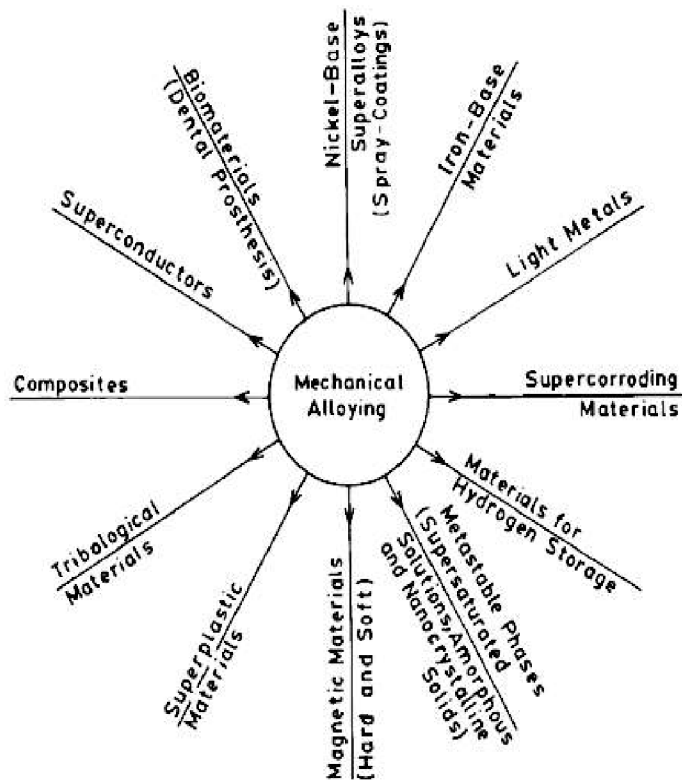 Mechanical
Alloying
Nickel-Base
Superalloys
(Spray-Coatings)
Iron-Base
Materials
Light Metals
Supercorroding
Materials
Materials for
Hydrogen Storage
Metastable Phases
(Supersaturated
Solutions, Amorphous
and Nanocrystalline
Solids)
Magnetic Materials
(Hard and Soft)
Superplastic
Materials
Tribological
Materials
Composites
Superconductors
Biomaterials
(Dental Prosthesis)